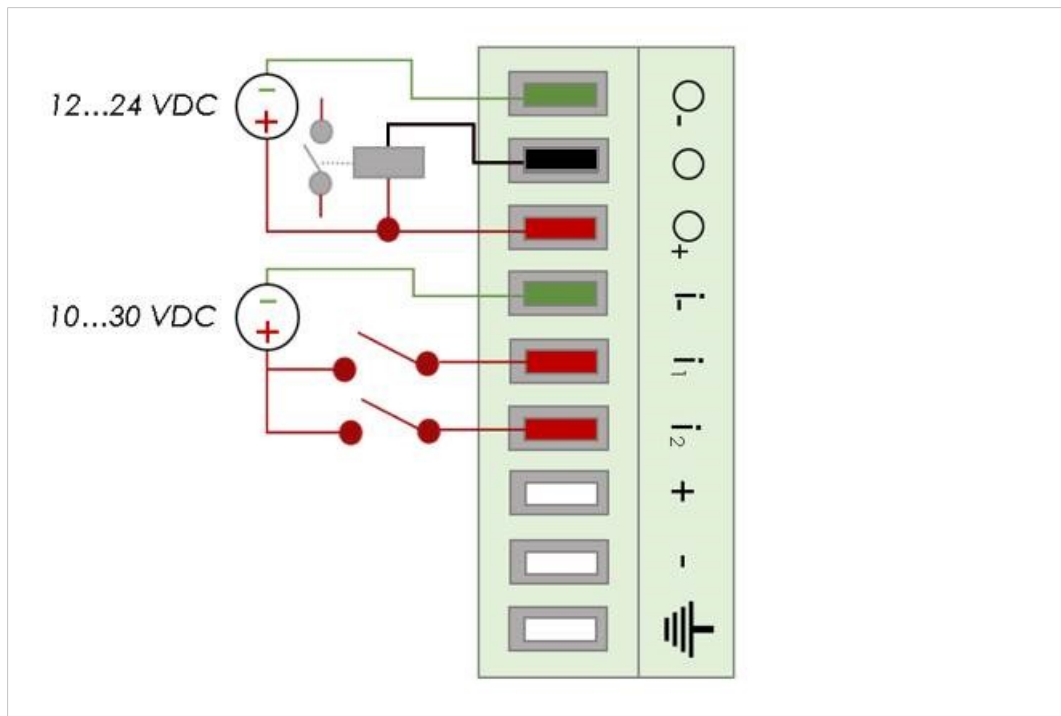 12...24 VDC
-
+
O-
O
O+
10...30 VDC
-
+
i-
i1
i2
+
-